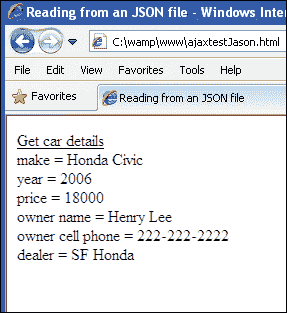 Reading from an JSON file - Windows Inter
C:\wamp\www\ajaxtestJason.html
File Edit View Favorites Tools Help
Favorites Reading from an JSON file
Get car details
make = Honda Civic
year = 2006
price = 18000
owner name = Henry Lee
owner cell phone = 222-222-2222
dealer = SF Honda